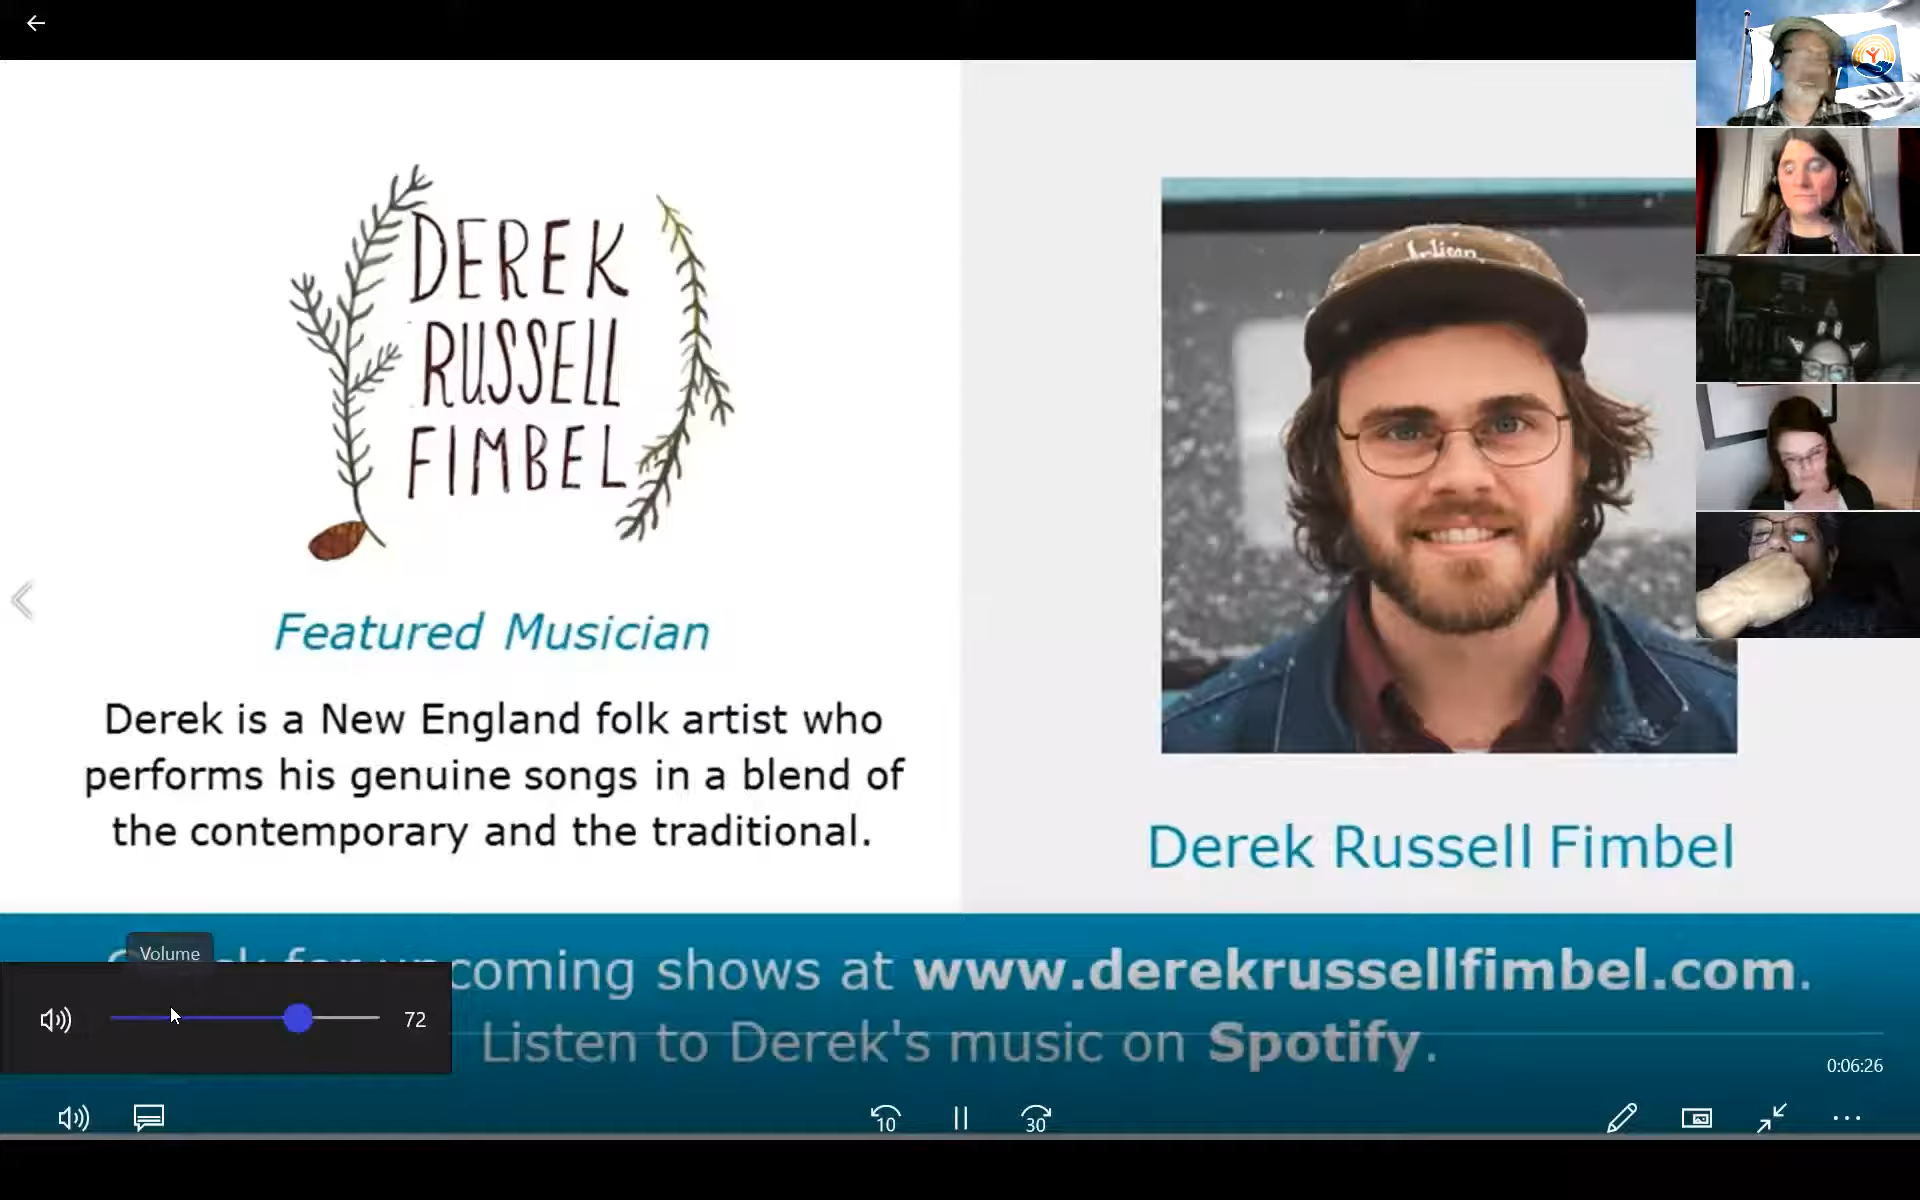 DEREK
RUSSELL
FIMBEL
Featured Musician
Derek is a New England folk artist who
performs his genuine songs in a blend of
the contemporary and the traditional.
Artisan
Derek Russell Fimbel
Volume
coming shows at www.derekrussellfimbel.com.
72
Listen to Derek's music on Spotify.
0:06:26
10
30